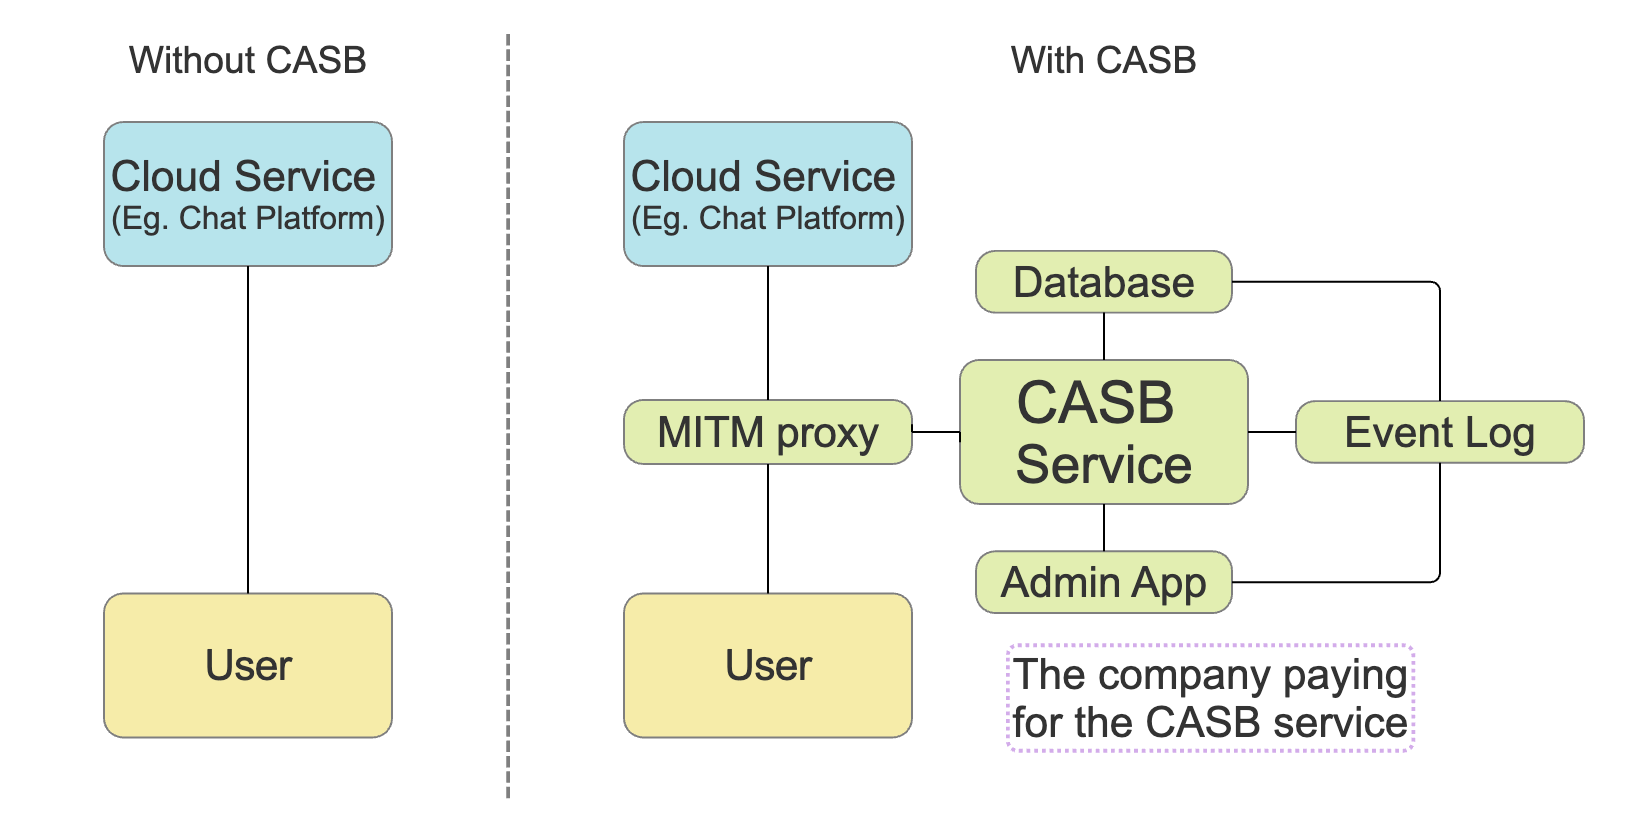 Without CASB
Cloud Service
(Eg. Chat Platform)
User
With CASB
Cloud Service
(Eg. Chat Platform)
Database
MITM proxy
CASB
Service
Event Log
Admin App
User
The company paying
for the CASB service